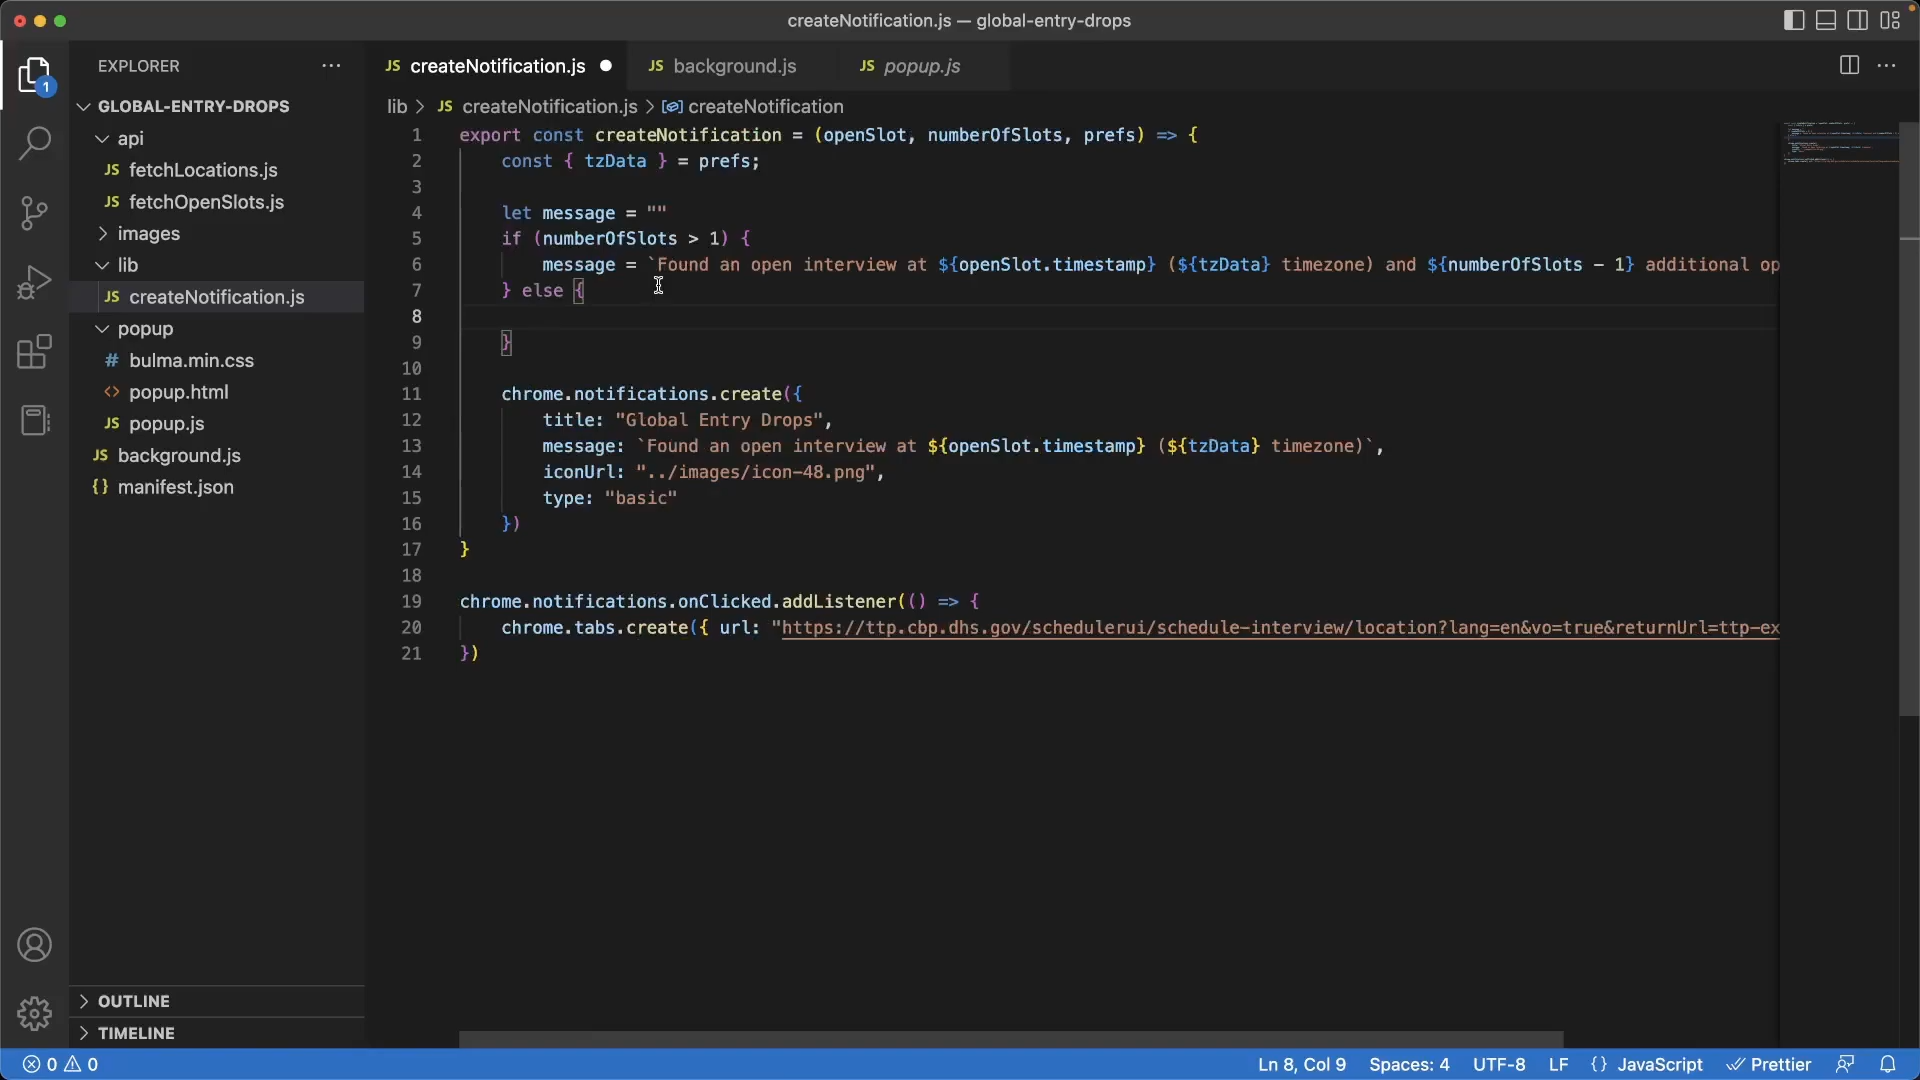 createNotification.js — global-entry-drops
EXPLORER
GLOBAL-ENTRY-DROPS
api
JS fetchLocations.js
JS fetchOpenSlots.js
images
lib
JS createNotification.js
popup
# bulma.min.css
<> popup.html
JS popup.js
JS background.js
{} manifest.json
OUTLINE
TIMELINE
1
JS createNotification.js
JS background.js
JS popup.js
lib > JS createNotification.js > createNotification
1 export const createNotification = (openSlot, numberOfSlots, prefs) => {
2 const { tzData } = prefs;
3
4 let message = ""
5 if (numberOfSlots > 1) {
6 message = `Found an open interview at ${openSlot.timestamp} (${tzData} timezone) and ${numberOfSlots - 1} additional op
7 } else {
8
9 }
10
11 chrome.notifications.create({
12 title: "Global Entry Drops",
13 message: `Found an open interview at ${openSlot.timestamp} (${tzData} timezone)`,
14 iconUrl: "../images/icon-48.png",
15 type: "basic"
16 })
17 }
18
19 chrome.notifications.onClicked.addListener(() => {
20 chrome.tabs.create({ url: "https://ttp.cbp.dhs.gov/schedulerui/schedule-interview/location?lang=en&vo=true&returnUrl=ttp-ex
21 })
0 0 Ln 8, Col 9 Spaces: 4 UTF-8 LF {} JavaScript Prettier